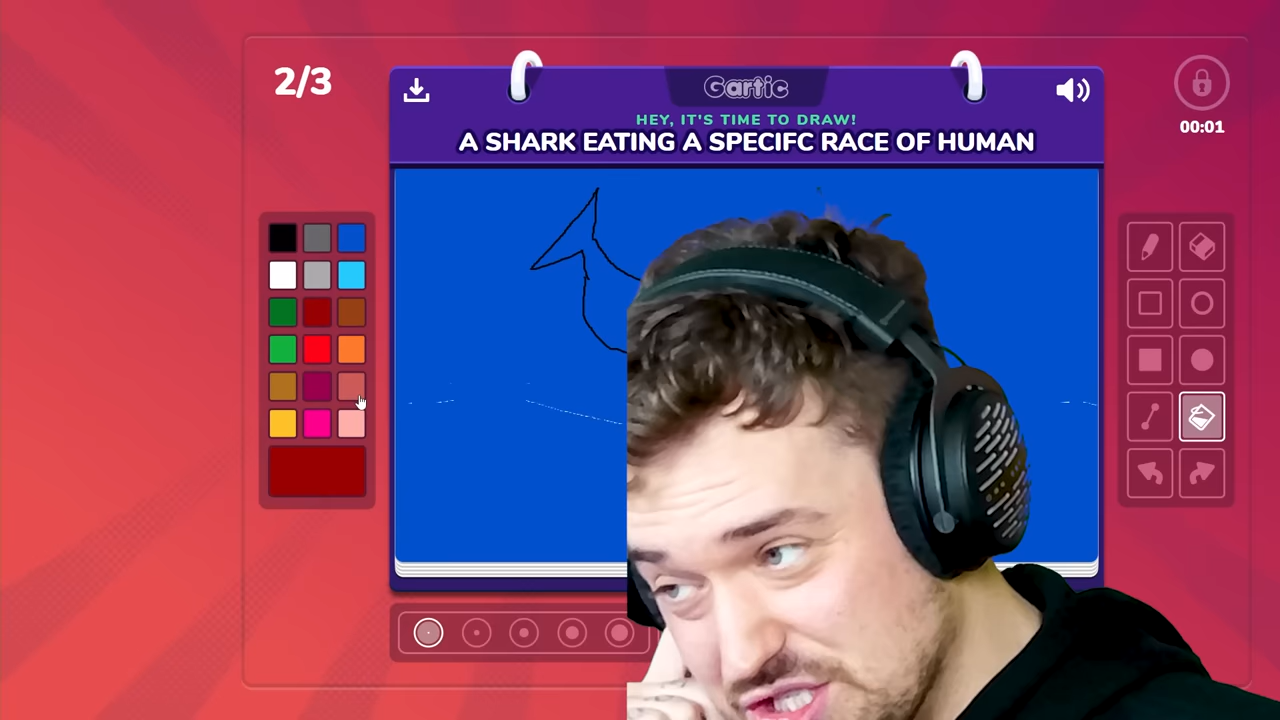 2/3
Gartic
HEY, IT'S TIME TO DRAW!
A SHARK EATING A SPECIFC RACE OF HUMAN
00:01